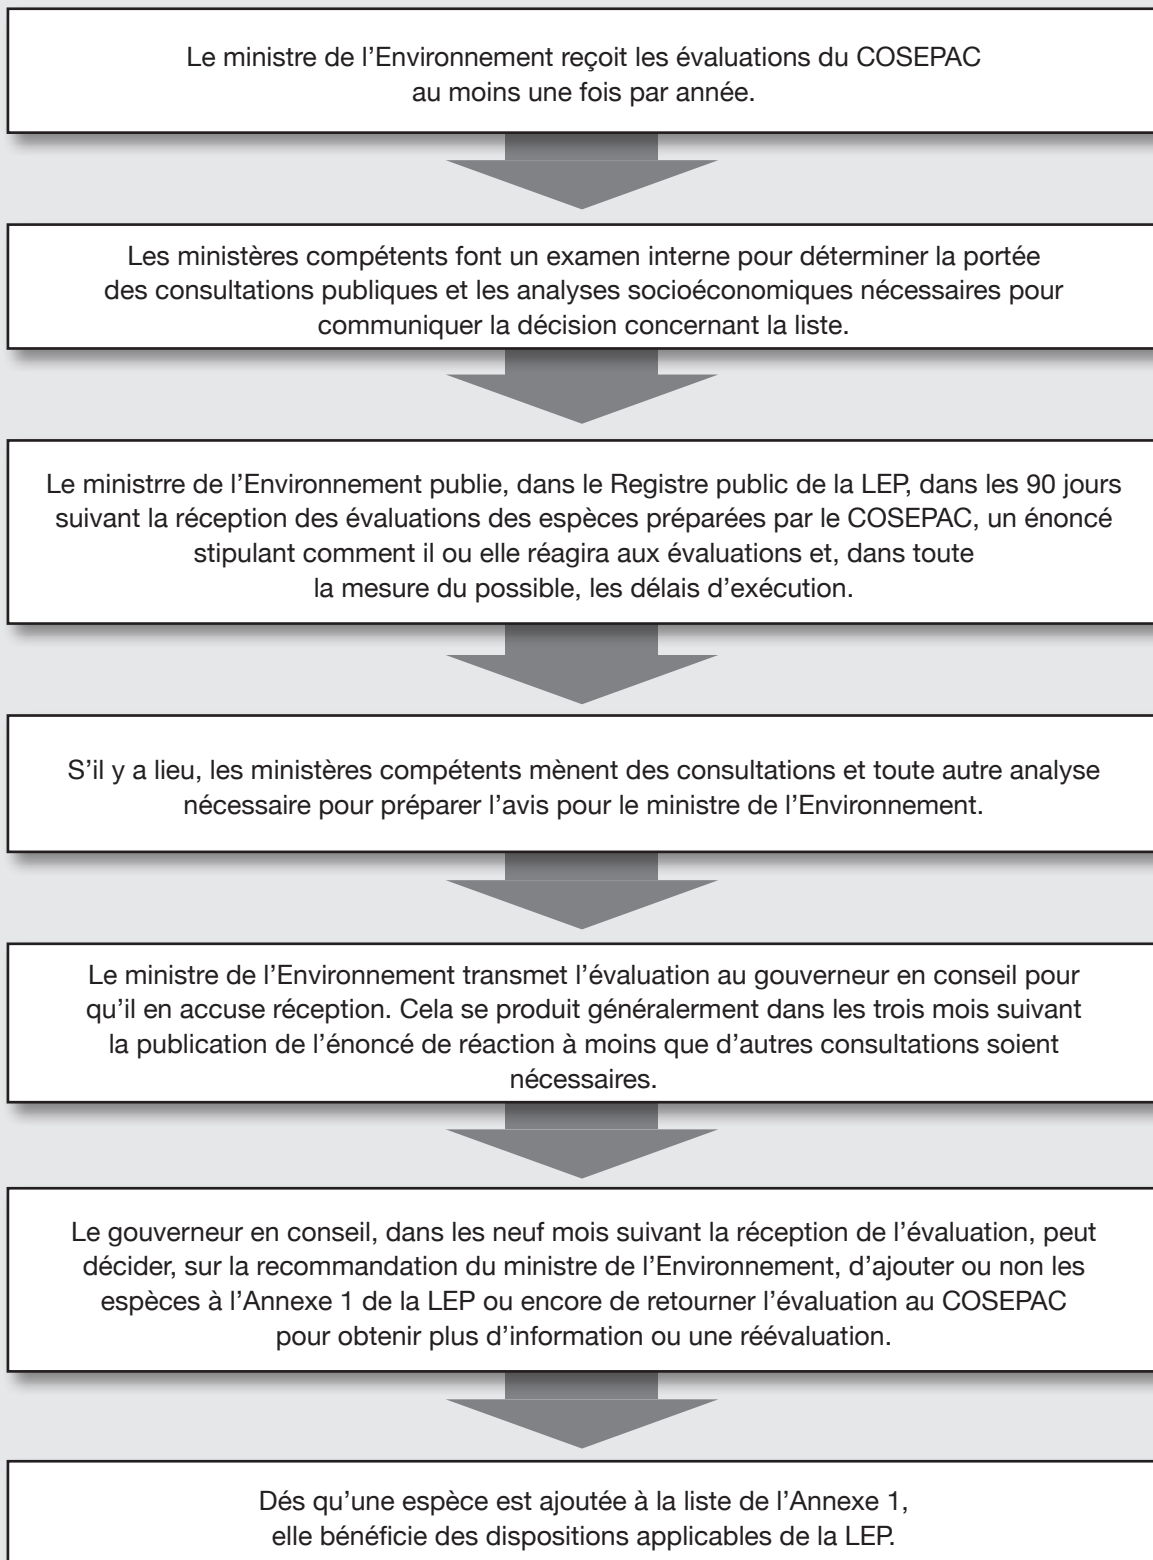 Le ministre de l’Environnement reçoit les évaluations du COSEPAC
au moins une fois par année.
Les ministères compétents font un examen interne pour déterminer la portée
des consultations publiques et les analyses socioéconomiques nécessaires pour
communiquer la décision concernant la liste.
Le ministrre de l’Environnement publie, dans le Registre public de la LEP, dans les 90 jours
suivant la réception des évaluations des espèces préparées par le COSEPAC, un énoncé
stipulant comment il ou elle réagira aux évaluations et, dans toute
la mesure du possible, les délais d’exécution.
S’il y a lieu, les ministères compétents mènent des consultations et toute autre analyse
nécessaire pour préparer l’avis pour le ministre de l’Environnement.
Le ministre de l’Environnement transmet l’évaluation au gouverneur en conseil pour
qu’il en accuse réception. Cela se produit généralerment dans les trois mois suivant
la publication de l’énoncé de réaction à moins que d’autres consultations soient
nécessaires.
Le gouverneur en conseil, dans les neuf mois suivant la réception de l’évaluation, peut
décider, sur la recommandation du ministre de l’Environnement, d’ajouter ou non les
espèces à l’Annexe 1 de la LEP ou encore de retourner l’évaluation au COSEPAC
pour obtenir plus d’information ou une réévaluation.
Dés qu’une espèce est ajoutée à la liste de l’Annexe 1,
elle bénéficie des dispositions applicables de la LEP.